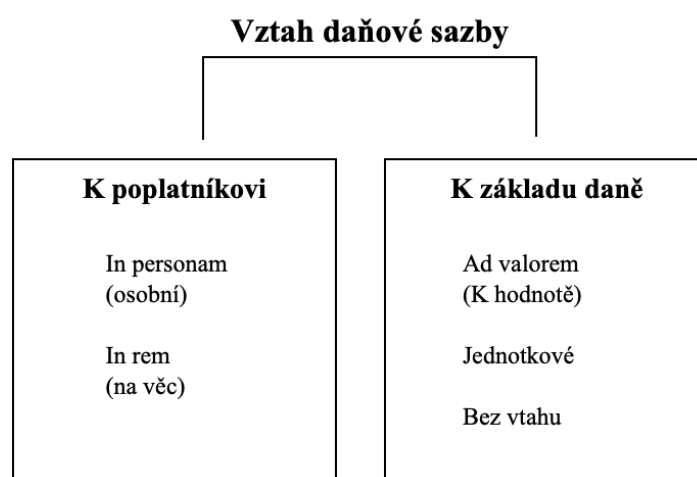 Vztah daňové sazby
K poplatníkovi
In personam
(osobní)
In rem
(na věc)
K základu daně
Ad valorem
(K hodnotě)
Jednotkové
Bez vtahu